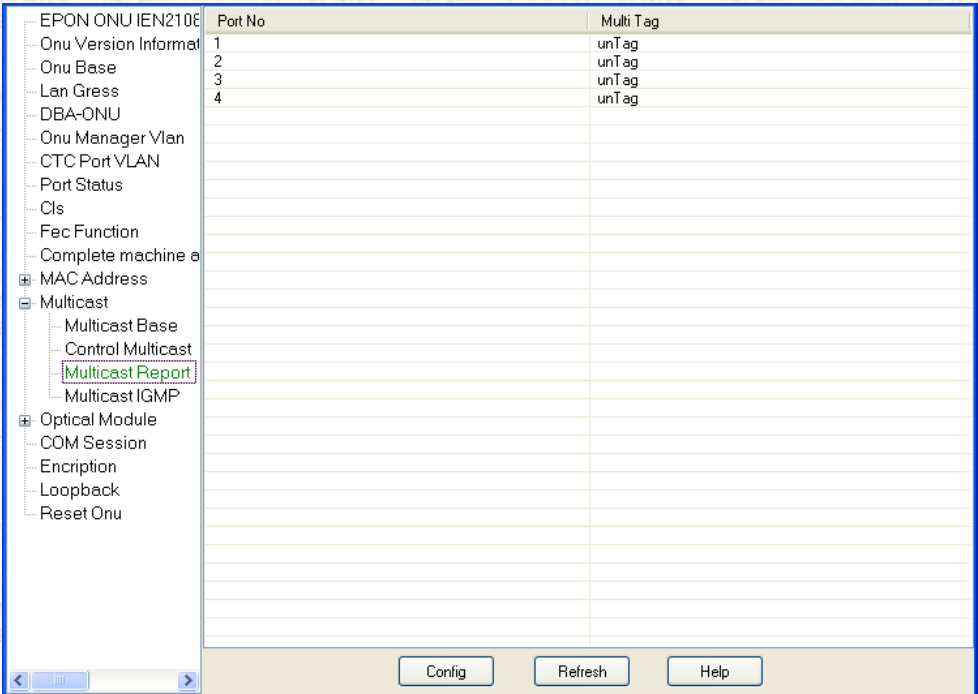 EPON ONU IEN2108
Onu Version Informat
Onu Base
Lan Gress
DBA-ONU
Onu Manager Vlan
CTC Port VLAN
Port Status
Cls
Fec Function
Complete machine a
MAC Address
Multicast
Multicast Base
Control Multicast
Multicast Report
Multicast IGMP
Optical Module
COM Session
Encription
Loopback
Reset Onu
Port No Multi Tag
1 unTag
2 unTag
3 unTag
4 unTag
Config Refresh Help